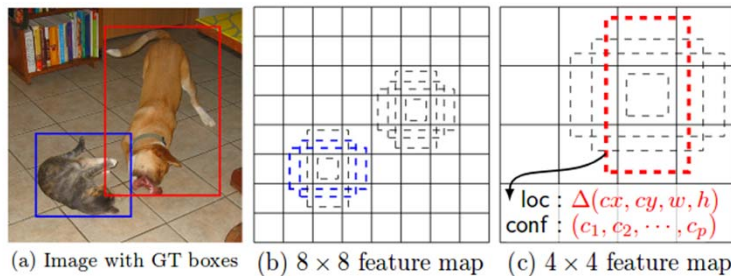 loc : Δ(cx, cy, w, h)
conf : (c₁, c₂, ⋯, cₚ)
(a) Image with GT boxes
(b) 8 × 8 feature map
(c) 4 × 4 feature map